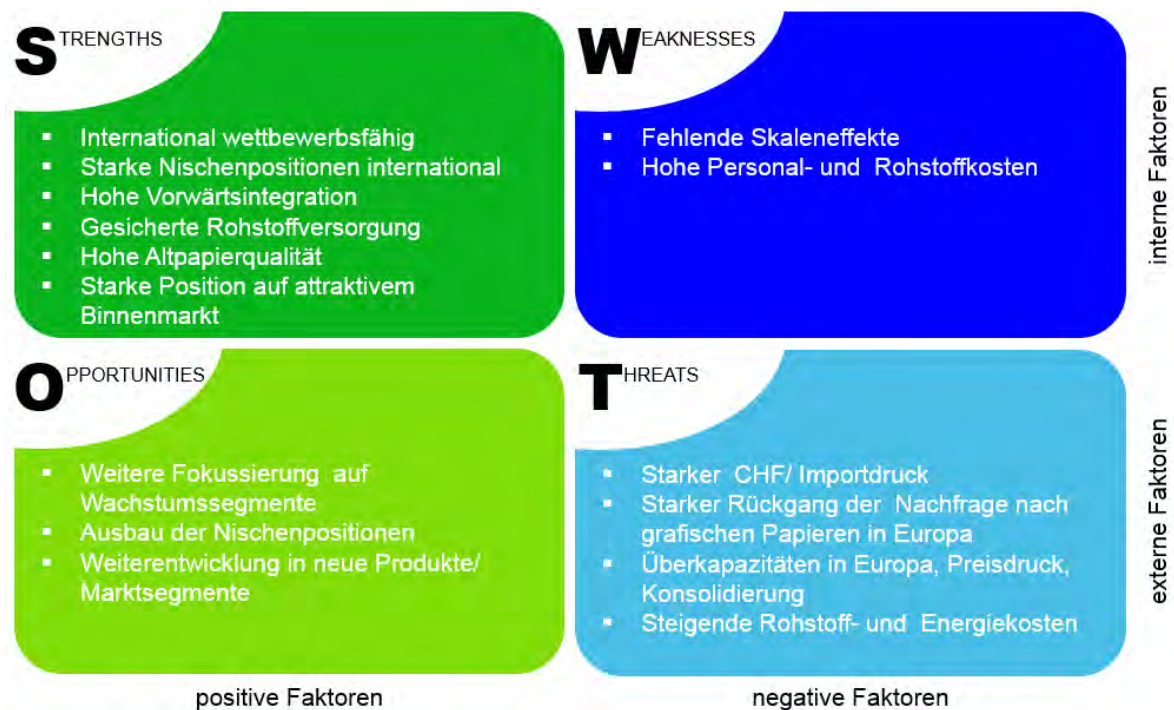 STRENGTHS
International wettbewerbsfähig
Starke Nischenpositionen international
Hohe Vorwärtsintegration
Gesicherte Rohstoffversorgung
Hohe Altpapierqualität
Starke Position auf attraktivem
Binnenmarkt
WEAKNESSES
Fehlende Skaleneffekte
Hohe Personal- und Rohstoffkosten
interne Faktoren
OPPORTUNITIES
Weitere Fokussierung auf
Wachstumssegmente
Ausbau der Nischenpositionen
Weiterentwicklung in neue Produkte/
Marktsegmente
THREATS
Starker CHF/ Importdruck
Starker Rückgang der Nachfrage nach
grafischen Papieren in Europa
Überkapazitäten in Europa, Preisdruck,
Konsolidierung
Steigende Rohstoff- und Energiekosten
externe Faktoren
positive Faktoren
negative Faktoren